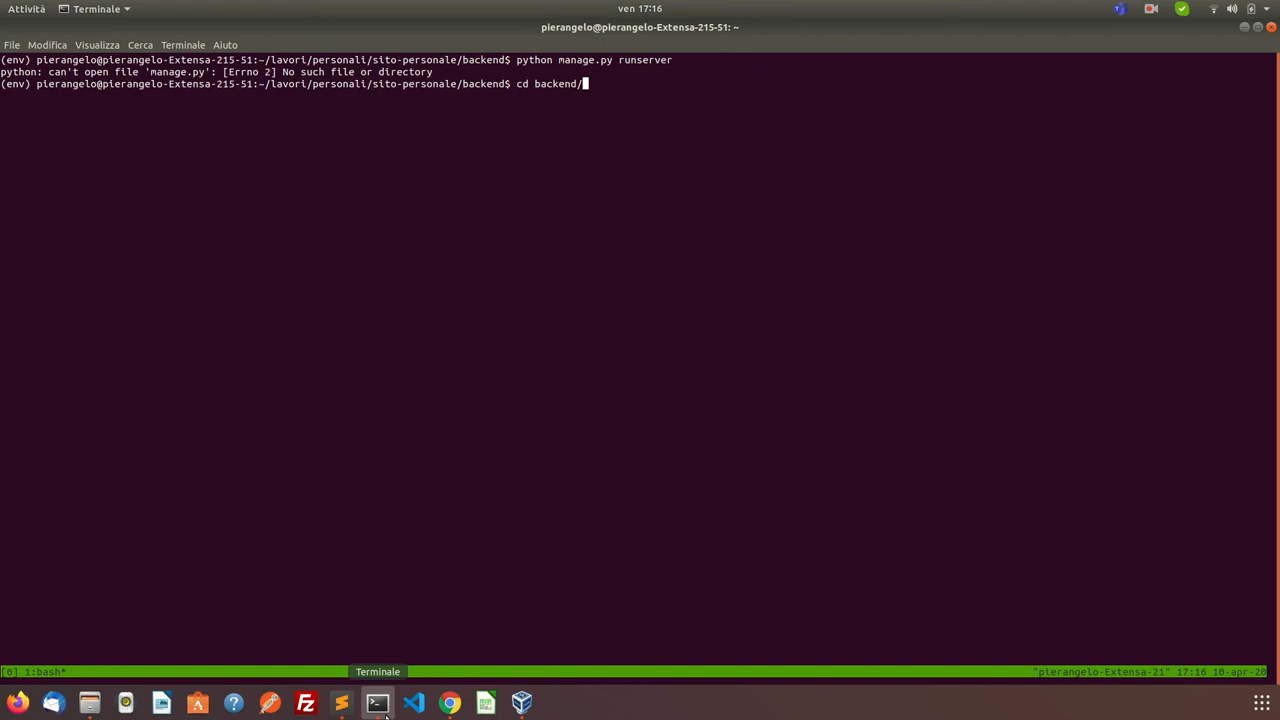 Attività
Terminale
ven 17:16
pierangelo@pierangelo-Extensa-215-51: ~
File Modifica Visualizza Cerca Terminale Aiuto
(env) pierangelo@pierangelo-Extensa-215-51:~/lavori/personali/sito-personale/backend$ python manage.py runserver
python: can't open file 'manage.py': [Errno 2] No such file or directory
(env) pierangelo@pierangelo-Extensa-215-51:~/lavori/personali/sito-personale/backend$ cd backend/
[0] 1:bash*
Terminale
"pierangelo-Extensa-21" 17:16 10-apr-20